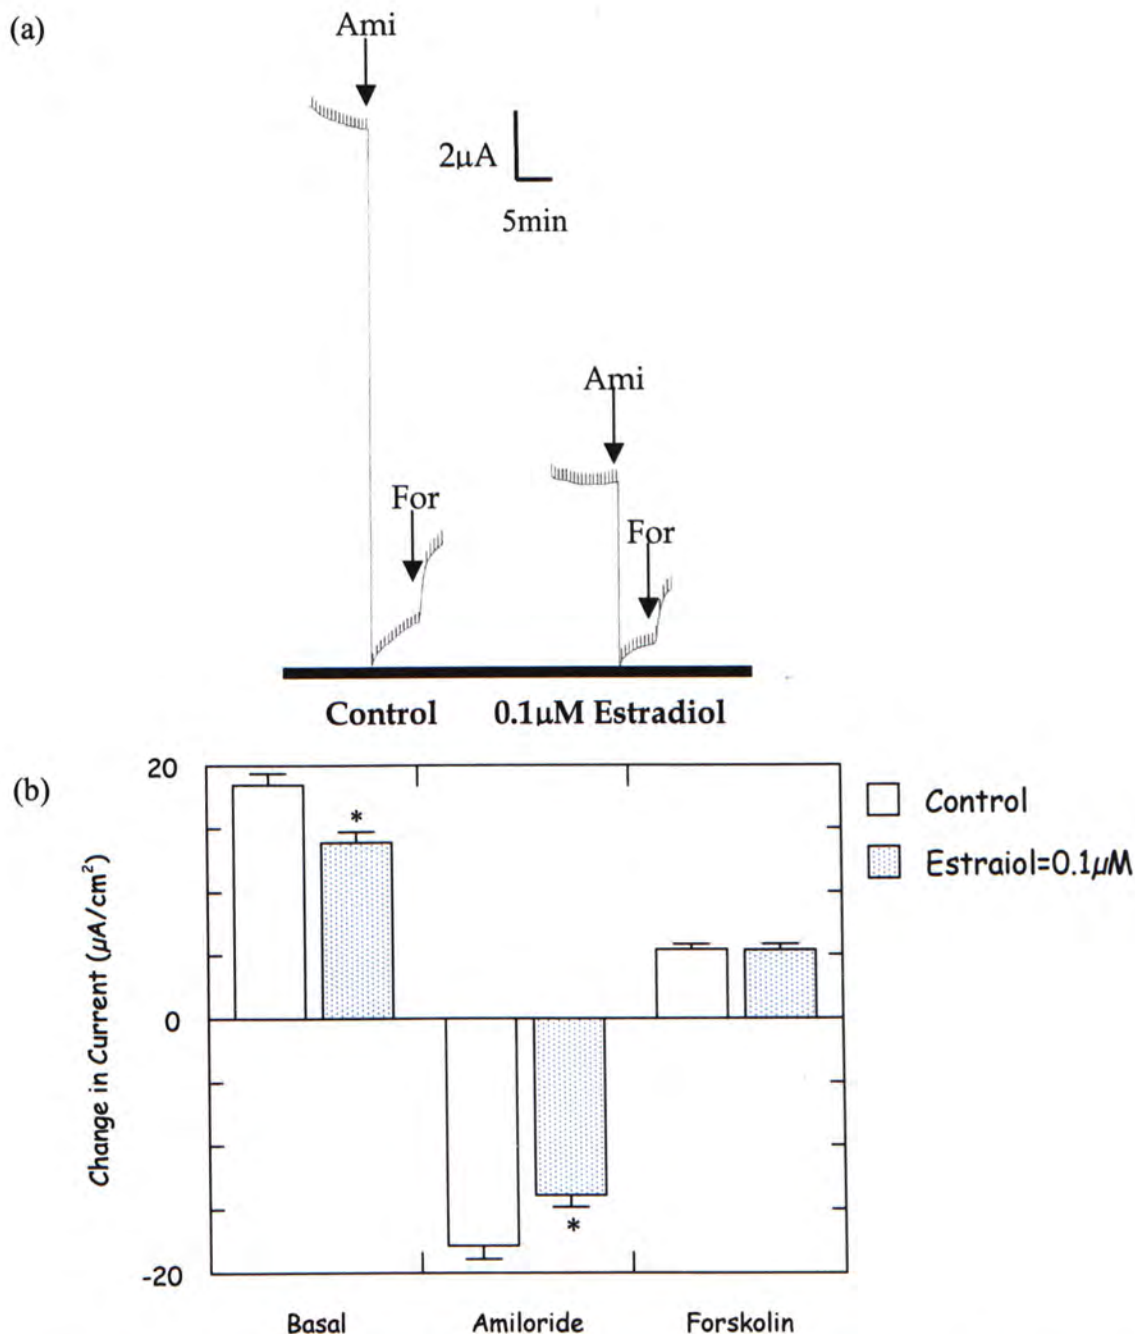 (a)
Ami
2µA
5min
Ami
For
For
Control 0.1µM Estradiol
(b)
20
0
-20
Change in Current (µA/cm²)
*
*
Control
Estraiol=0.1µM
Basal Amiloride Forskolin